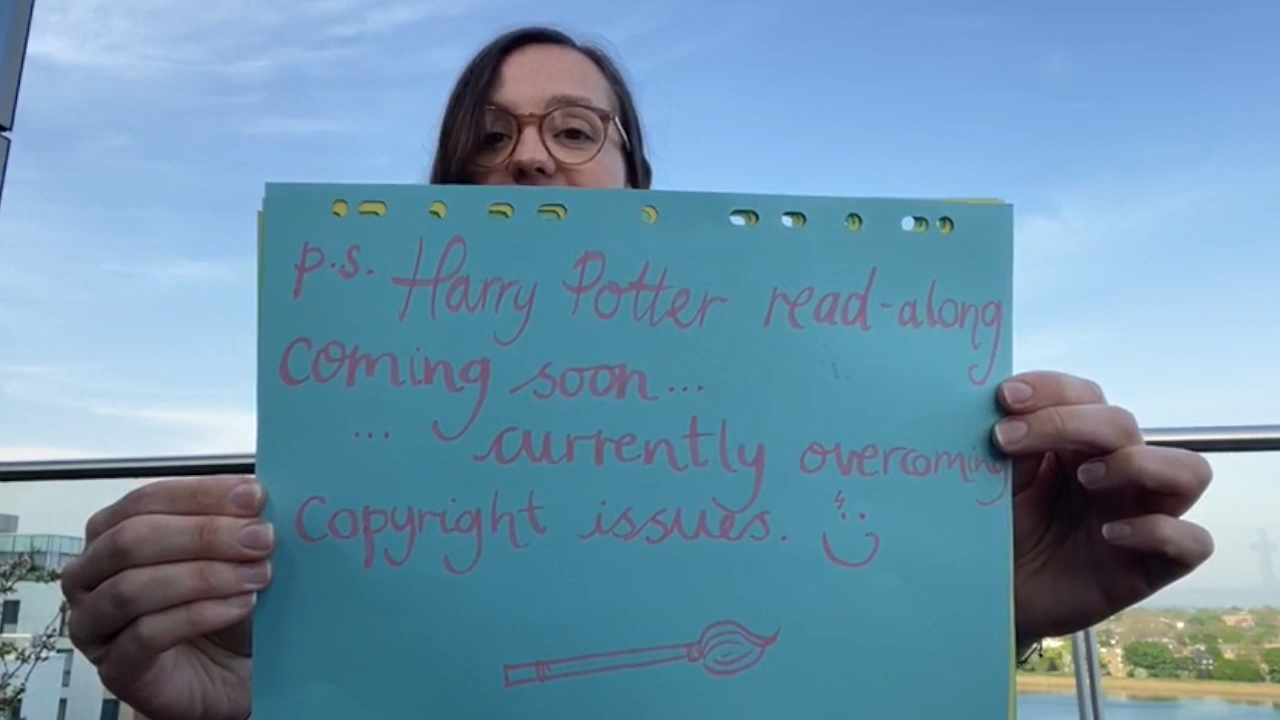 p.s. Harry Potter read-along
coming soon...
... currently overcoming
copyright issues.